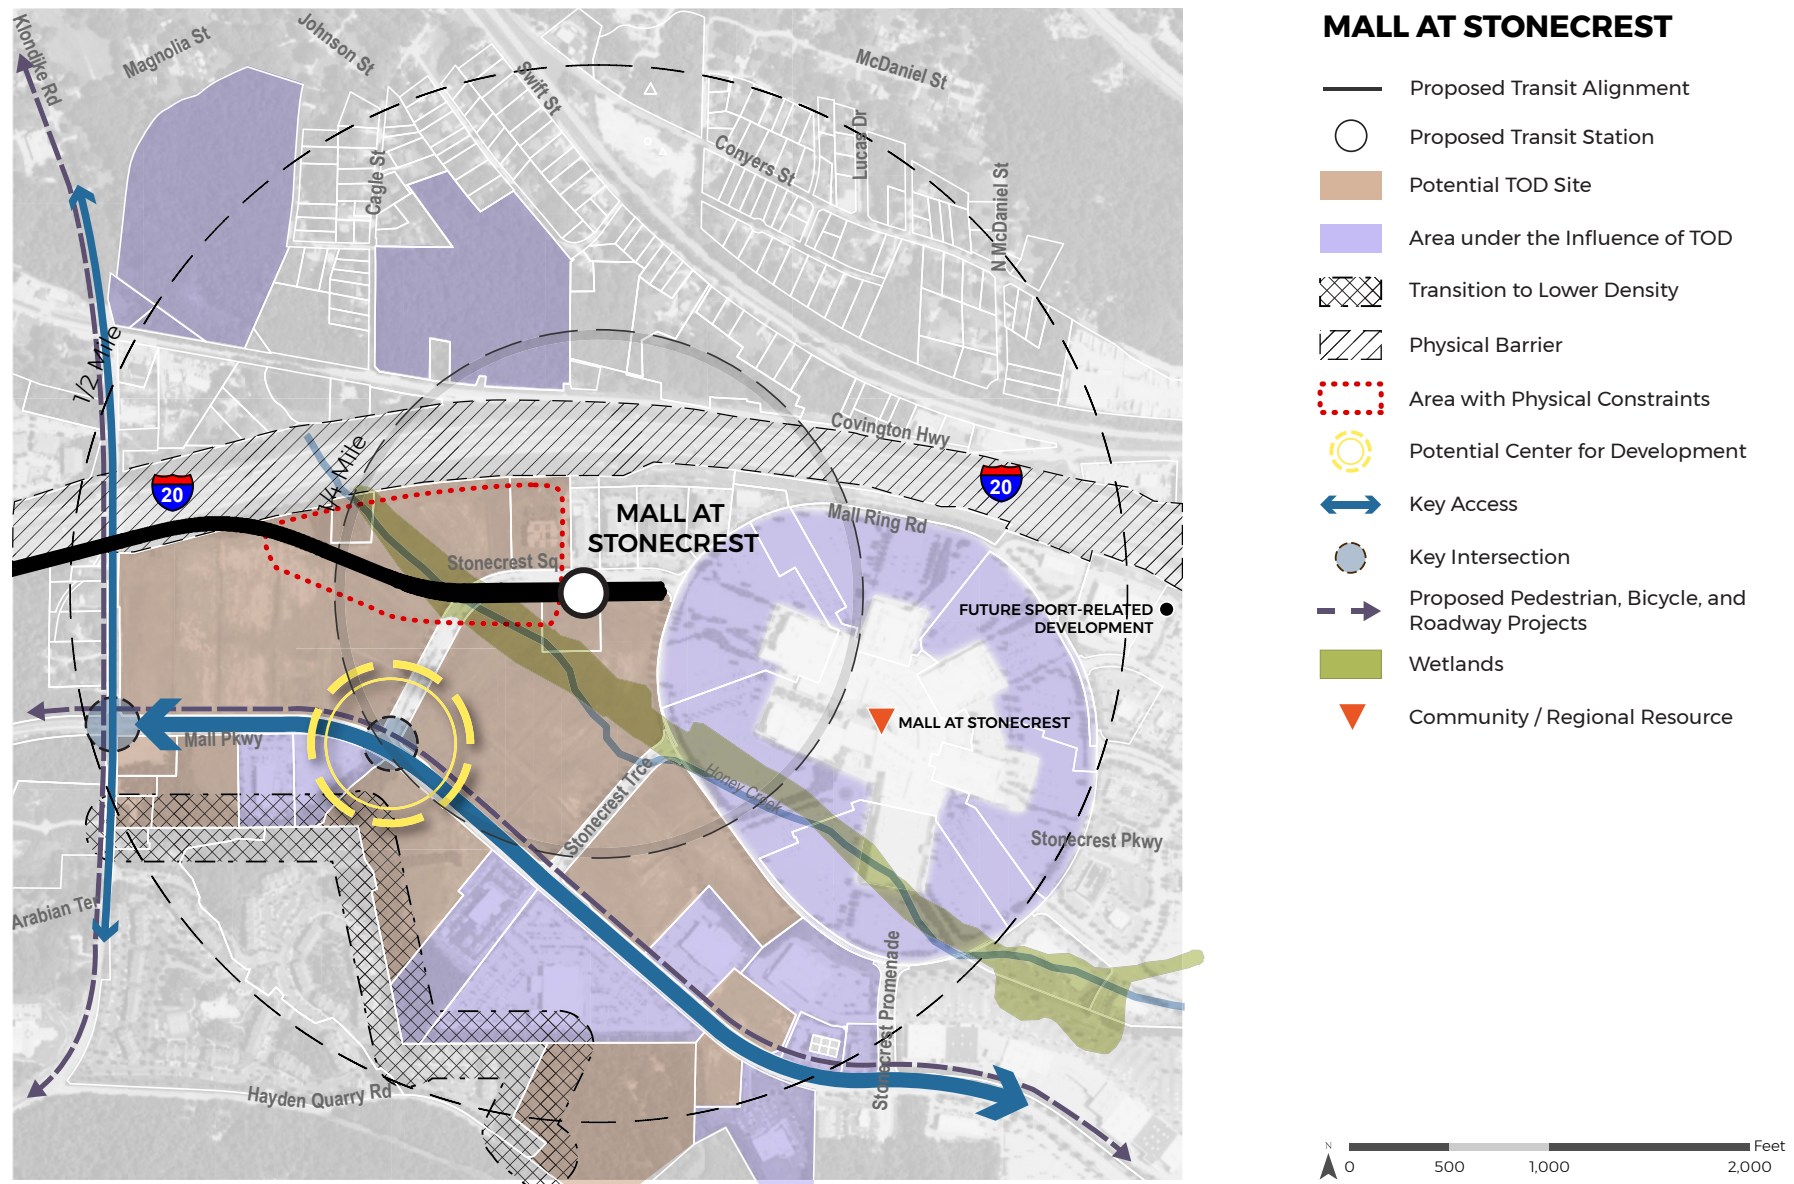 Klondike Rd
Magnolia St
Johnson St
Swift St
McDaniel St
Cagle St
Conyers St
Lucas Dr
N McDaniel St
1/2 Mile
1/4 Mile
Covington Hwy
20
20
MALL AT
STONECREST
Mall Ring Rd
Stonecrest Sq
FUTURE SPORT-RELATED
DEVELOPMENT
MALL AT STONECREST
Mall Pkwy
Honey Creek
Stonecrest Trce
Stonecrest Pkwy
Arabian Ter
Stonecrest Promenade
Hayden Quarry Rd
MALL AT STONECREST
Proposed Transit Alignment
Proposed Transit Station
Potential TOD Site
Area under the Influence of TOD
Transition to Lower Density
Physical Barrier
Area with Physical Constraints
Potential Center for Development
Key Access
Key Intersection
Proposed Pedestrian, Bicycle, and
Roadway Projects
Wetlands
Community / Regional Resource
N
Feet
0 500 1,000 2,000